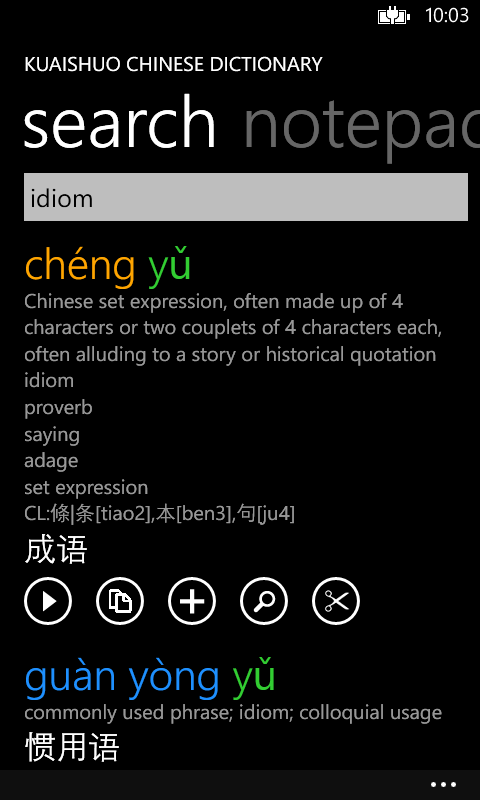 10:03
KUAISHUO CHINESE DICTIONARY
search notepad
idiom
chéng yǔ
Chinese set expression, often made up of 4
characters or two couplets of 4 characters each,
often alluding to a story or historical quotation
idiom
proverb
saying
adage
set expression
CL:條|条[tiao2],本[ben3],句[ju4]
成语
guàn yòng yǔ
commonly used phrase; idiom; colloquial usage
惯用语